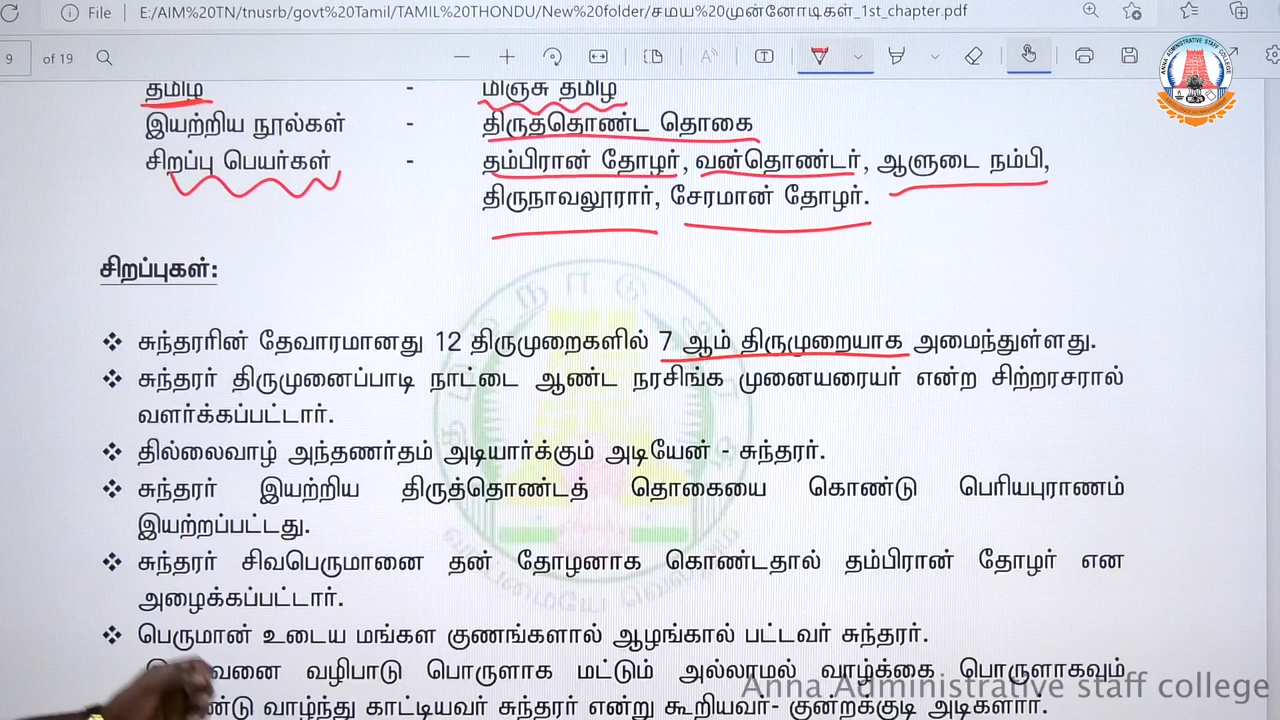 File E:/AIM%20TN/tnusrb/govt%20Tamil/TAMIL%20THONDU/New%20folder/சமய%20முன்னோடிகள்_1st_chapter.pdf
9 of 19
தமிழ் - மிஞ்சு தமிழ்
இயற்றிய நூல்கள் - திருத்தொண்ட தொகை
சிறப்பு பெயர்கள் - தம்பிரான் தோழர், வன்தொண்டர், ஆளுடை நம்பி,
திருநாவலூரார், சேரமான் தோழர்.
சிறப்புகள்:
❖ சுந்தரரின் தேவாரமானது 12 திருமுறைகளில் 7 ஆம் திருமுறையாக அமைந்துள்ளது.
❖ சுந்தரர் திருமுனைப்பாடி நாட்டை ஆண்ட நரசிங்க முனையரையர் என்ற சிற்றரசரால்
வளர்க்கப்பட்டார்.
❖ தில்லைவாழ் அந்தணர்தம் அடியார்க்கும் அடியேன் - சுந்தரர்.
❖ சுந்தரர் இயற்றிய திருத்தொண்டத் தொகையை கொண்டு பெரியபுராணம்
இயற்றப்பட்டது.
❖ சுந்தரர் சிவபெருமானை தன் தோழனாக கொண்டதால் தம்பிரான் தோழர் என
அழைக்கப்பட்டார்.
❖ பெருமான் உடைய மங்கள குணங்களால் ஆழங்கால் பட்டவர் சுந்தரர்.
வழிபாடு பொருளாக மட்டும் அல்லாமல் வாழ்க்கை பொருளாகவும்
வாழ்ந்து காட்டியவர் சுந்தரர் என்று கூறியவர்- குன்றக்குடி அடிகளார்.
Anna Administrative staff college